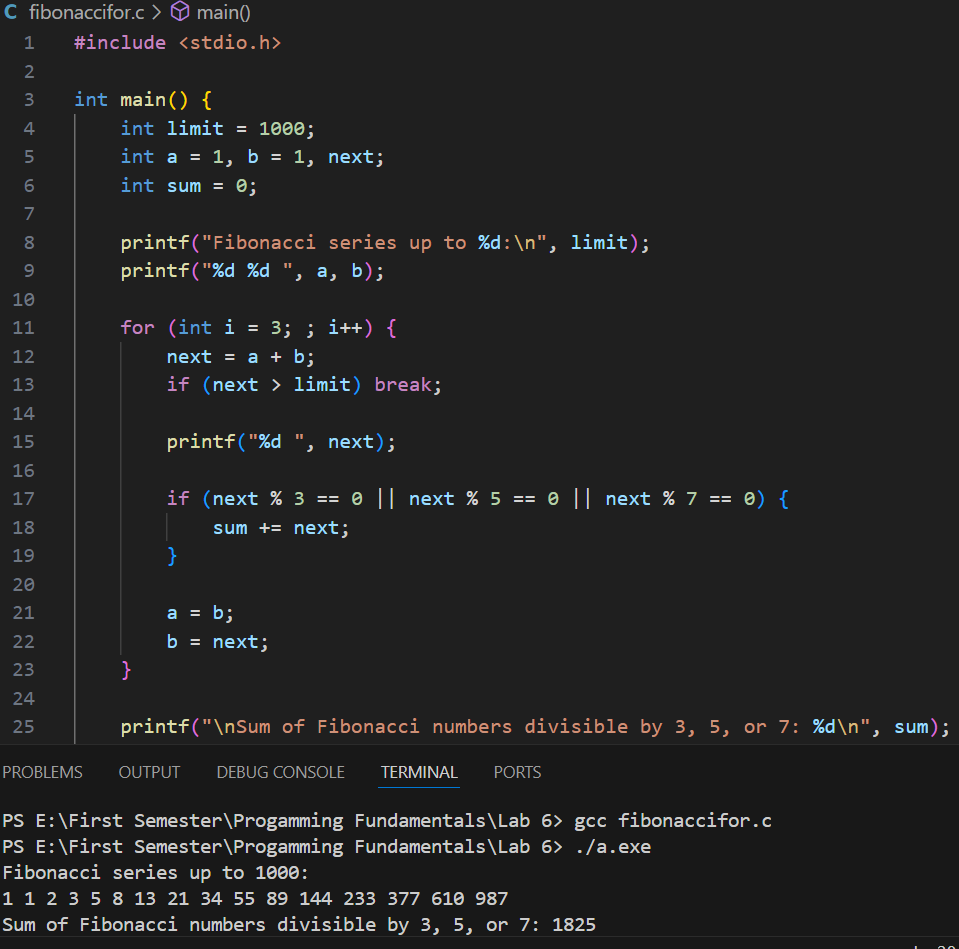 C fibonaccifor.c > main()
1 #include <stdio.h>
2
3 int main() {
4     int limit = 1000;
5     int a = 1, b = 1, next;
6     int sum = 0;
7
8     printf("Fibonacci series up to %d:\n", limit);
9     printf("%d %d ", a, b);
10
11     for (int i = 3; ; i++) {
12         next = a + b;
13         if (next > limit) break;
14
15         printf("%d ", next);
16
17         if (next % 3 == 0 || next % 5 == 0 || next % 7 == 0) {
18             sum += next;
19         }
20
21         a = b;
22         b = next;
23     }
24
25     printf("\nSum of Fibonacci numbers divisible by 3, 5, or 7: %d\n", sum);
PROBLEMS OUTPUT DEBUG CONSOLE TERMINAL PORTS
PS E:\First Semester\Progamming Fundamentals\Lab 6> gcc fibonaccifor.c
PS E:\First Semester\Progamming Fundamentals\Lab 6> ./a.exe
Fibonacci series up to 1000:
1 1 2 3 5 8 13 21 34 55 89 144 233 377 610 987
Sum of Fibonacci numbers divisible by 3, 5, or 7: 1825